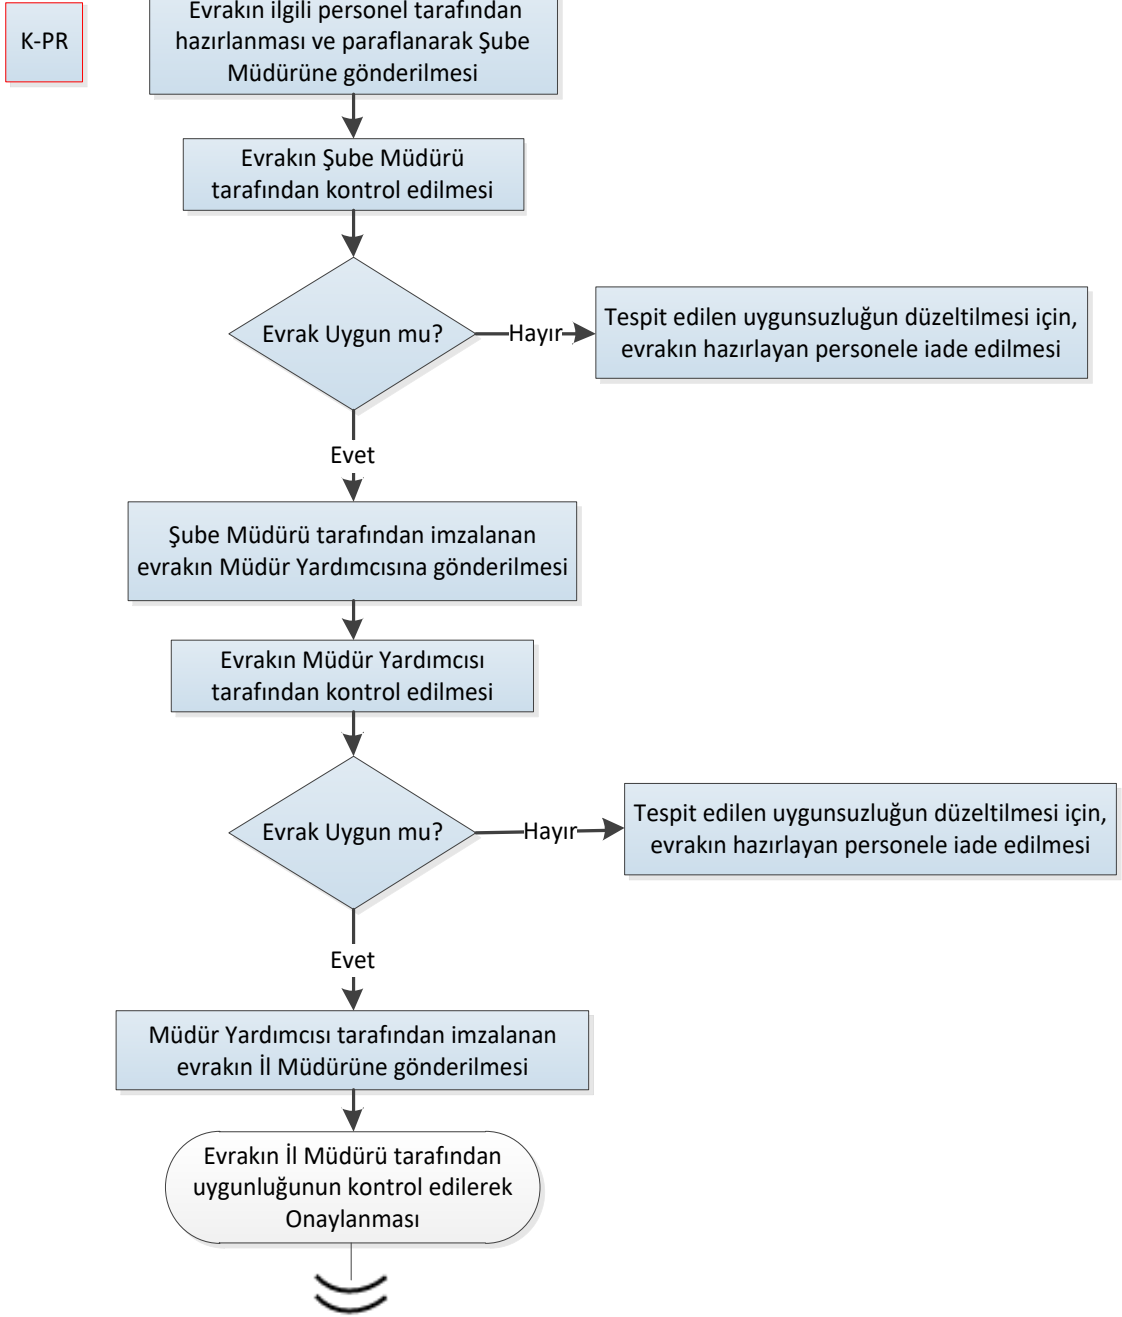 K-PR
Evrakın ilgili personel tarafından
hazırlanması ve paraflanarak Şube
Müdürüne gönderilmesi
Evrakın Şube Müdürü
tarafından kontrol edilmesi
Evrak Uygun mu?
Hayır
Tespit edilen uygunsuzluğun düzeltilmesi için,
evrakın hazırlayan personele iade edilmesi
Evet
Şube Müdürü tarafından imzalanan
evrakın Müdür Yardımcısına gönderilmesi
Evrakın Müdür Yardımcısı
tarafından kontrol edilmesi
Evrak Uygun mu?
Hayır
Tespit edilen uygunsuzluğun düzeltilmesi için,
evrakın hazırlayan personele iade edilmesi
Evet
Müdür Yardımcısı tarafından imzalanan
evrakın İl Müdürüne gönderilmesi
Evrakın İl Müdürü tarafından
uygunluğunun kontrol edilerek
Onaylanması